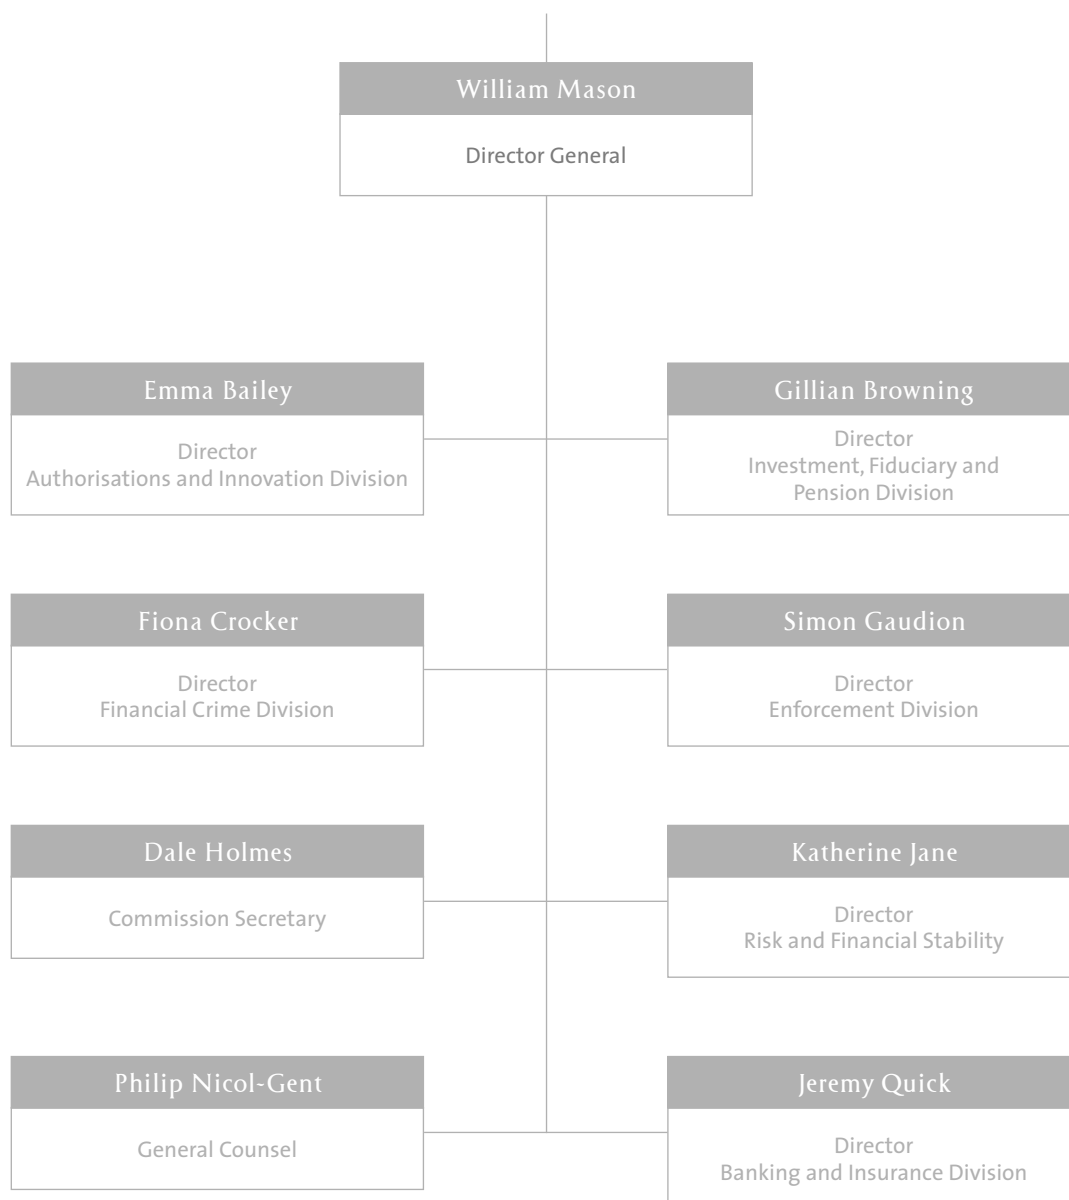 William Mason
Director General
Emma Bailey
Director
Authorisations and Innovation Division
Gillian Browning
Director
Investment, Fiduciary and
Pension Division
Fiona Crocker
Director
Financial Crime Division
Simon Gaudion
Director
Enforcement Division
Dale Holmes
Commission Secretary
Katherine Jane
Director
Risk and Financial Stability
Philip Nicol-Gent
General Counsel
Jeremy Quick
Director
Banking and Insurance Division